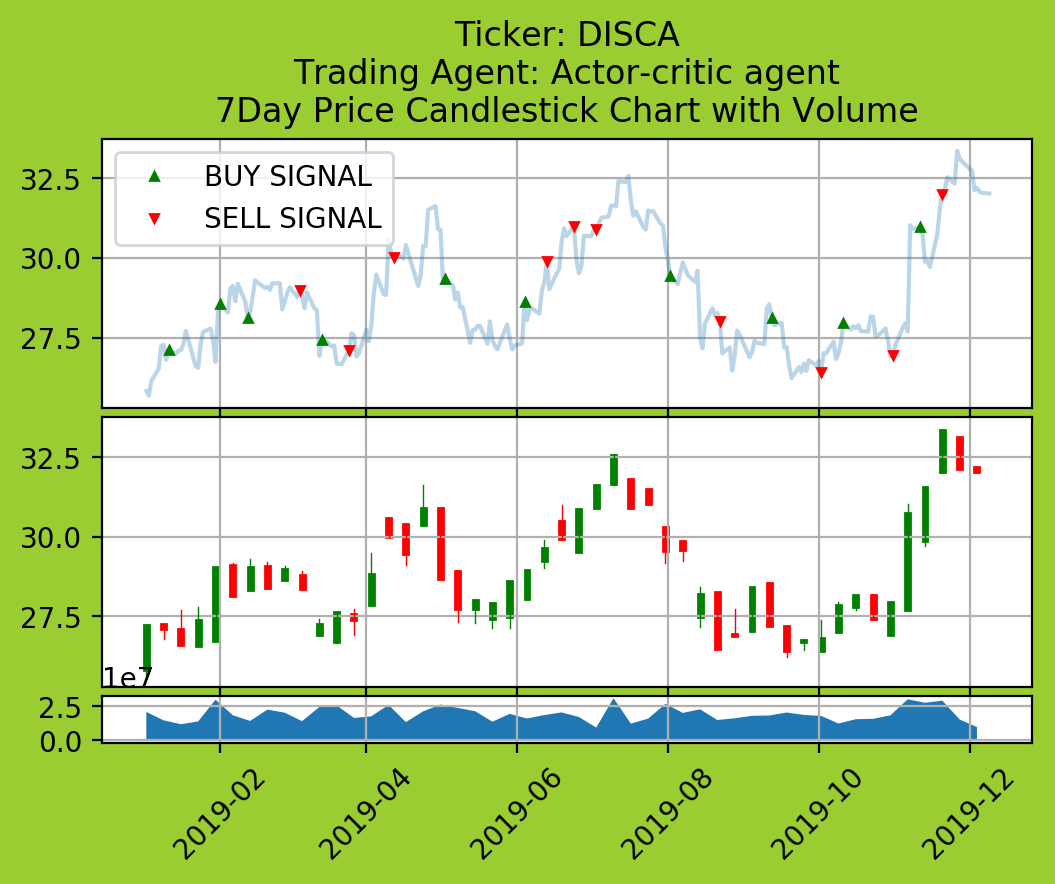 Ticker: DISCA
Trading Agent: Actor-critic agent
7Day Price Candlestick Chart with Volume
BUY SIGNAL
SELL SIGNAL
32.5
30.0
27.5
32.5
30.0
27.5
1e7
2.5
0.0
2019-02
2019-04
2019-06
2019-08
2019-10
2019-12